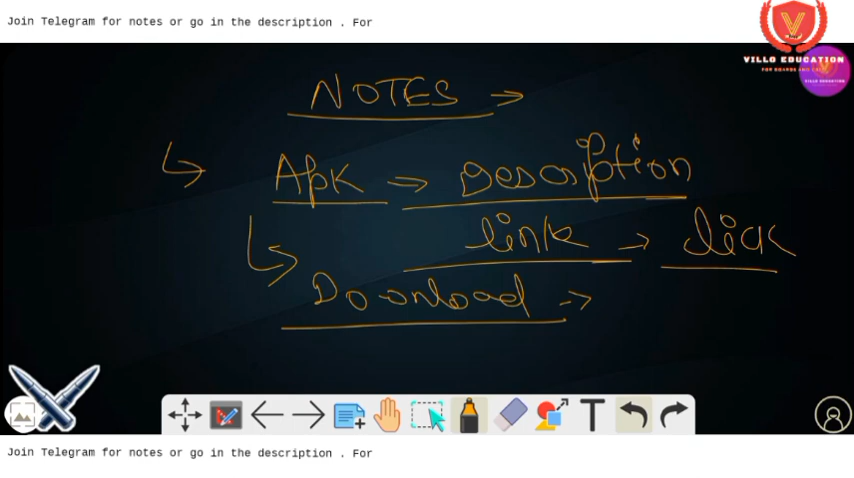 Join Telegram for notes or go in the description . For
VILLO EDUCATION
NOTES →
↳ Apk → Description
link → click
↳ Download →
T
Join Telegram for notes or go in the description . For